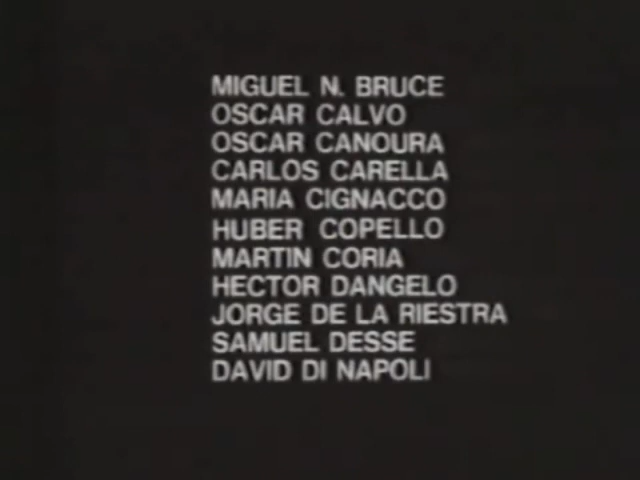 MIGUEL N. BRUCE
OSCAR CALVO
OSCAR CANOURA
CARLOS CARELLA
MARIA CIGNACCO
HUBER COPELLO
MARTIN CORIA
HECTOR DANGELO
JORGE DE LA RIESTRA
SAMUEL DESSE
DAVID DI NAPOLI